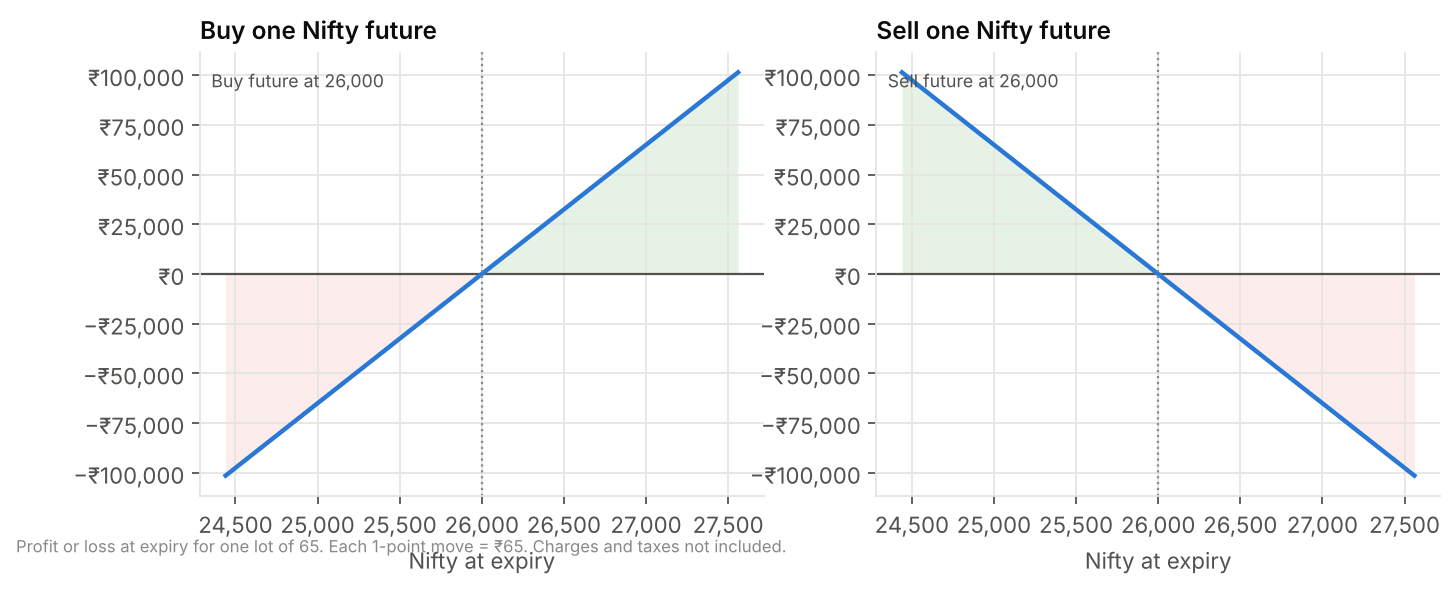 Buy one Nifty future
₹100,000
₹75,000
₹50,000
₹25,000
₹0
−₹25,000
−₹50,000
−₹75,000
−₹100,000
Buy future at 26,000
24,500 25,000 25,500 26,000 26,500 27,000 27,500
Nifty at expiry
Sell one Nifty future
₹100,000
₹75,000
₹50,000
₹25,000
₹0
−₹25,000
−₹50,000
−₹75,000
−₹100,000
Sell future at 26,000
24,500 25,000 25,500 26,000 26,500 27,000 27,500
Nifty at expiry
Profit or loss at expiry for one lot of 65. Each 1-point move = ₹65. Charges and taxes not included.